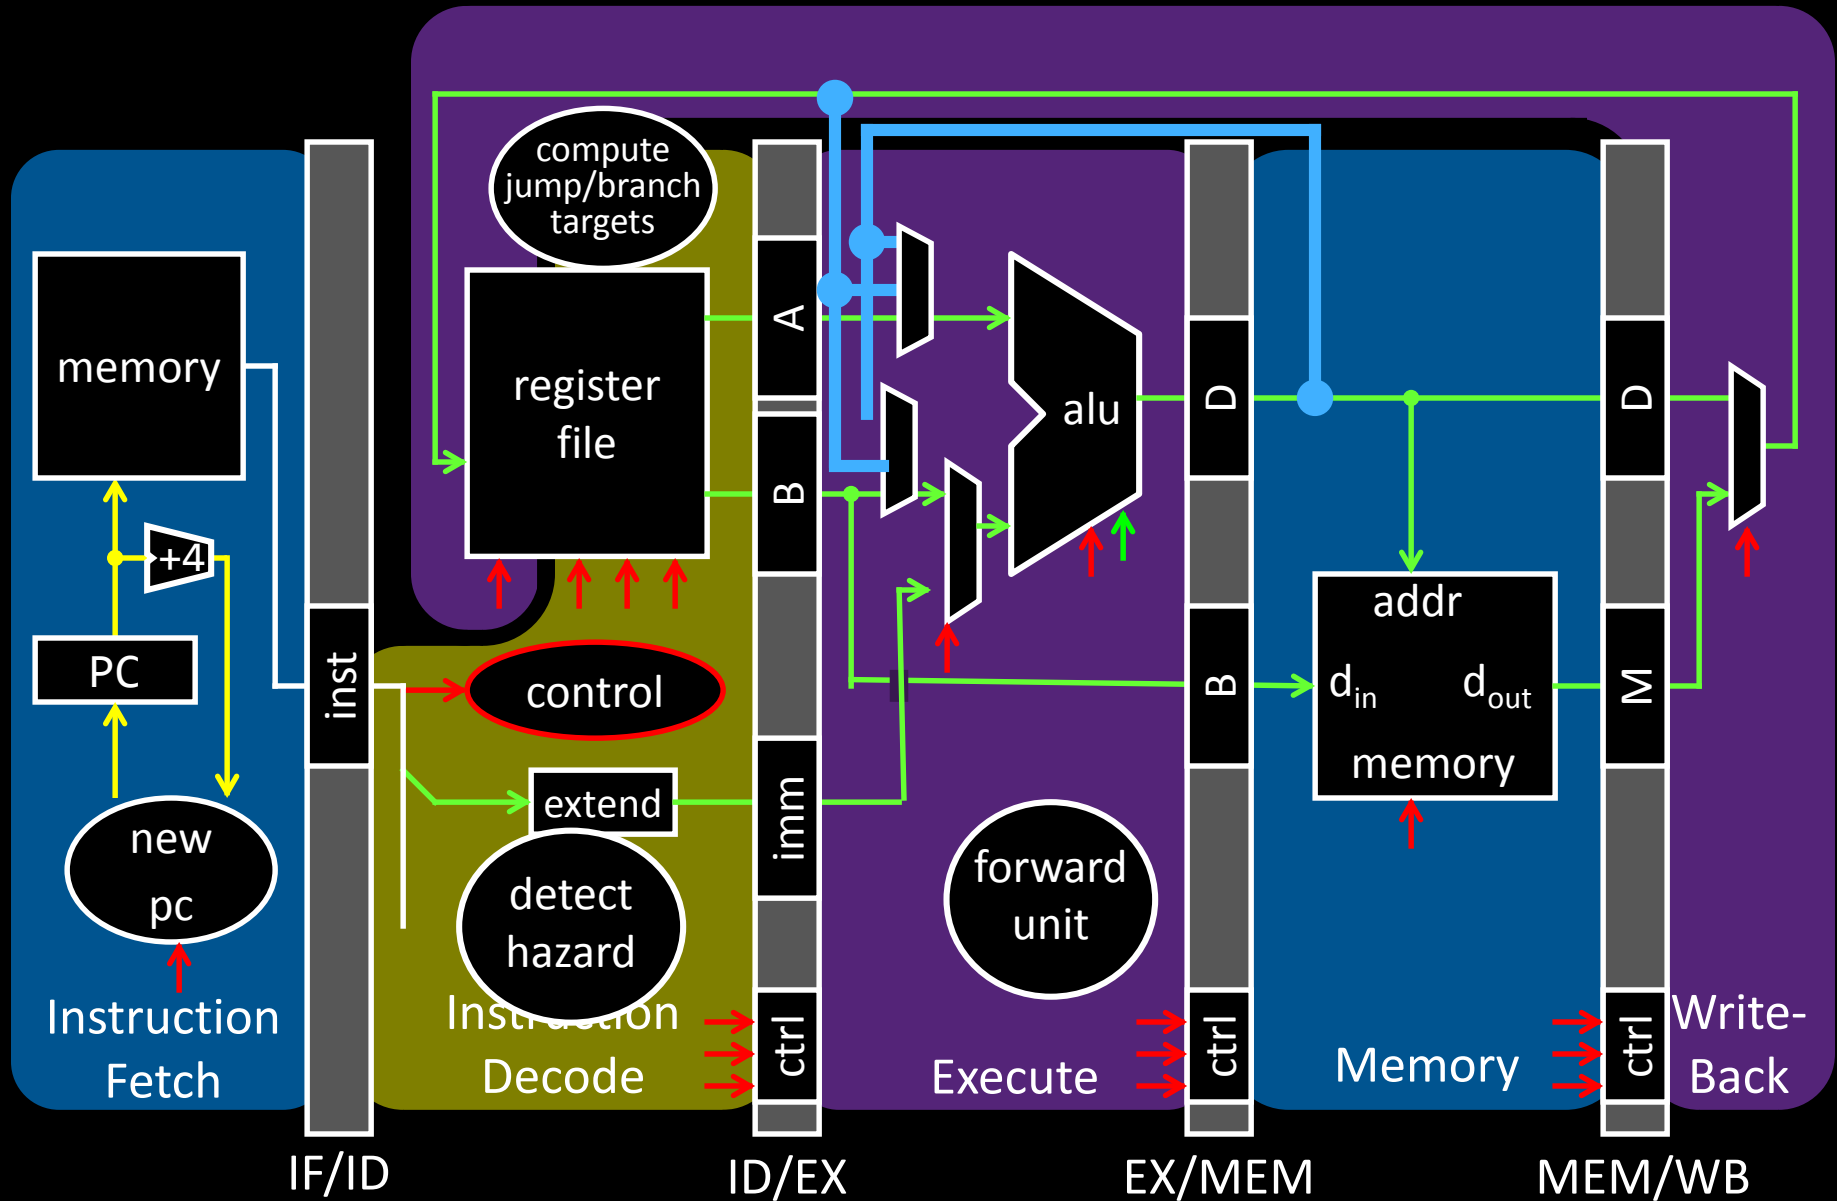 compute
jump/branch
targets
memory
register
file
A
B
alu
D
D
+4
PC
inst
control
B
addr
din
dout
memory
M
extend
imm
new
pc
detect
hazard
forward
unit
Instruction
Fetch
Instruction
Decode
ctrl
Execute
ctrl
Memory
ctrl
Write-
Back
IF/ID
ID/EX
EX/MEM
MEM/WB